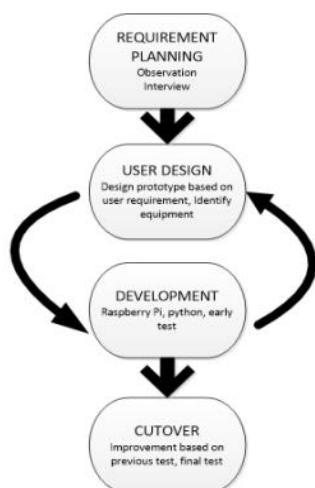 REQUIREMENT
PLANNING
Observation
Interview
USER DESIGN
Design prototype based on
user requirement, Identify
equipment
DEVELOPMENT
Raspberry Pi, python, early
test
CUTOVER
Improvement based on
previous test, final test